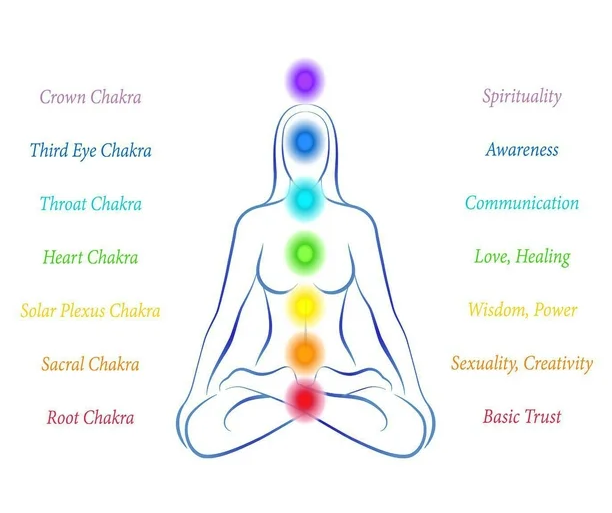 Crown Chakra
Spirituality
Third Eye Chakra
Awareness
Throat Chakra
Communication
Heart Chakra
Love, Healing
Solar Plexus Chakra
Wisdom, Power
Sacral Chakra
Sexuality, Creativity
Root Chakra
Basic Trust